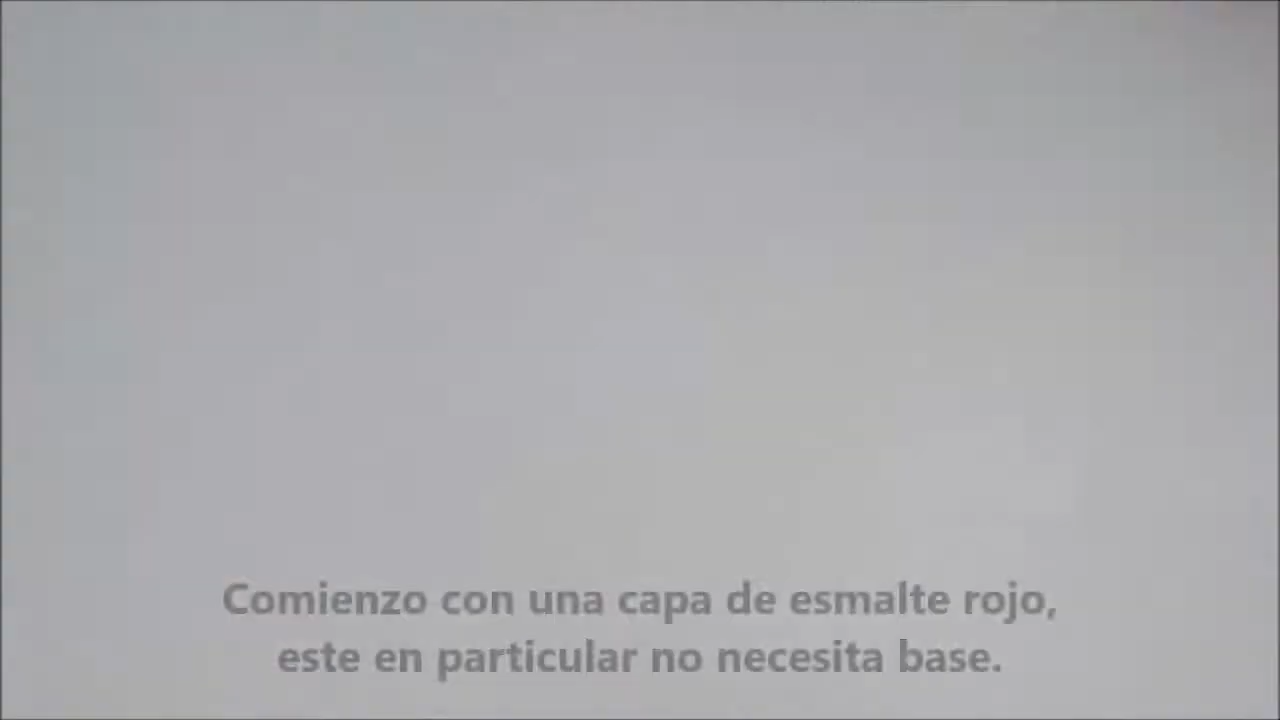 Comienzo con una capa de esmalte rojo,
este en particular no necesita base.